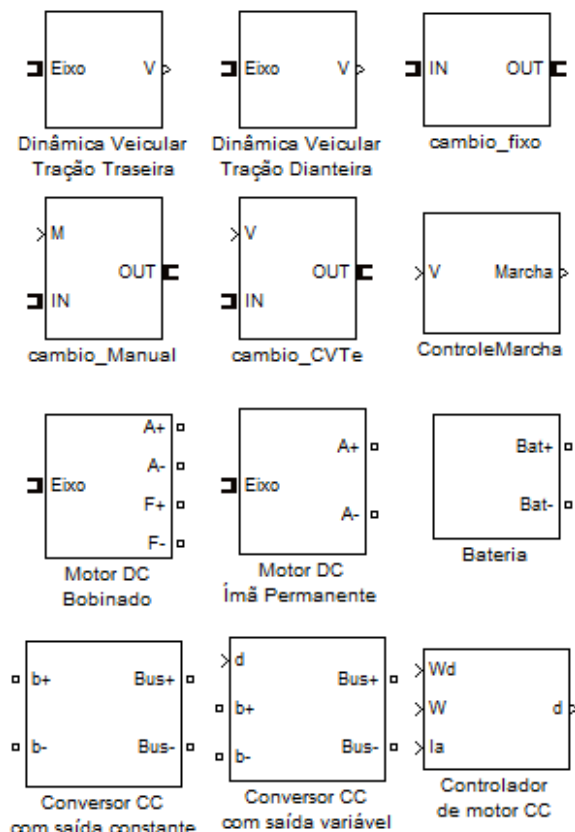 Eixo V
Dinâmica Veicular
Tração Traseira
Eixo V
Dinâmica Veicular
Tração Dianteira
IN OUT
cambio_fixo
M
OUT
IN
cambio_Manual
V
OUT
IN
cambio_CVTe
V Marcha
ControleMarcha
A+
A-
Eixo
F+
F-
Motor DC
Bobinado
A+
Eixo
A-
Motor DC
Ímã Permanente
Bat+
Bat-
Bateria
b+ Bus+
b- Bus-
Conversor CC
com saída constante
d
Bus+
b+
b- Bus-
Conversor CC
com saída variável
Wd
W d
Ia
Controlador
de motor CC